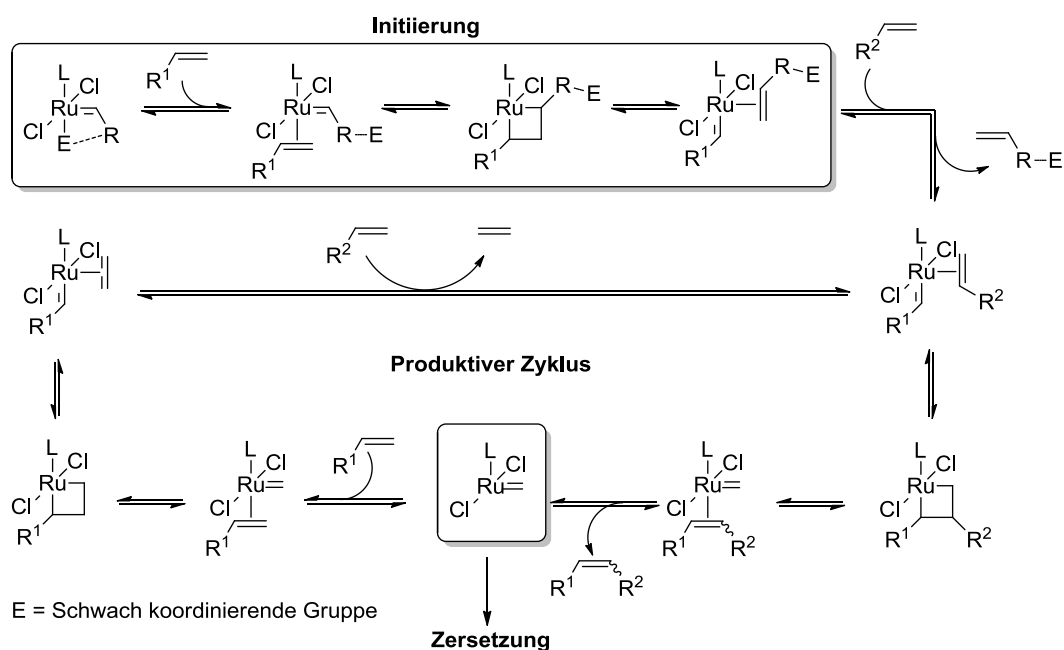 Initiierung
L
Cl
Ru
Cl
E
R
R1
L
Cl
Ru
Cl
R–E
R1
L
Cl
Ru
Cl
R
E
R1
L
Cl
Ru
Cl
R–E
R1
R2
R–E
L
Cl
Ru
Cl
R1
R2
L
Cl
Ru
Cl
R1
R2
Produktiver Zyklus
L
Cl
Ru
Cl
R1
L
Cl
Ru
Cl
R1
R1
L
Cl
Ru
Cl
R1 R2
L
Cl
Ru
Cl
R1 R2
L
Cl
Ru
Cl
R1 R2
E = Schwach koordinierende Gruppe
Zersetzung